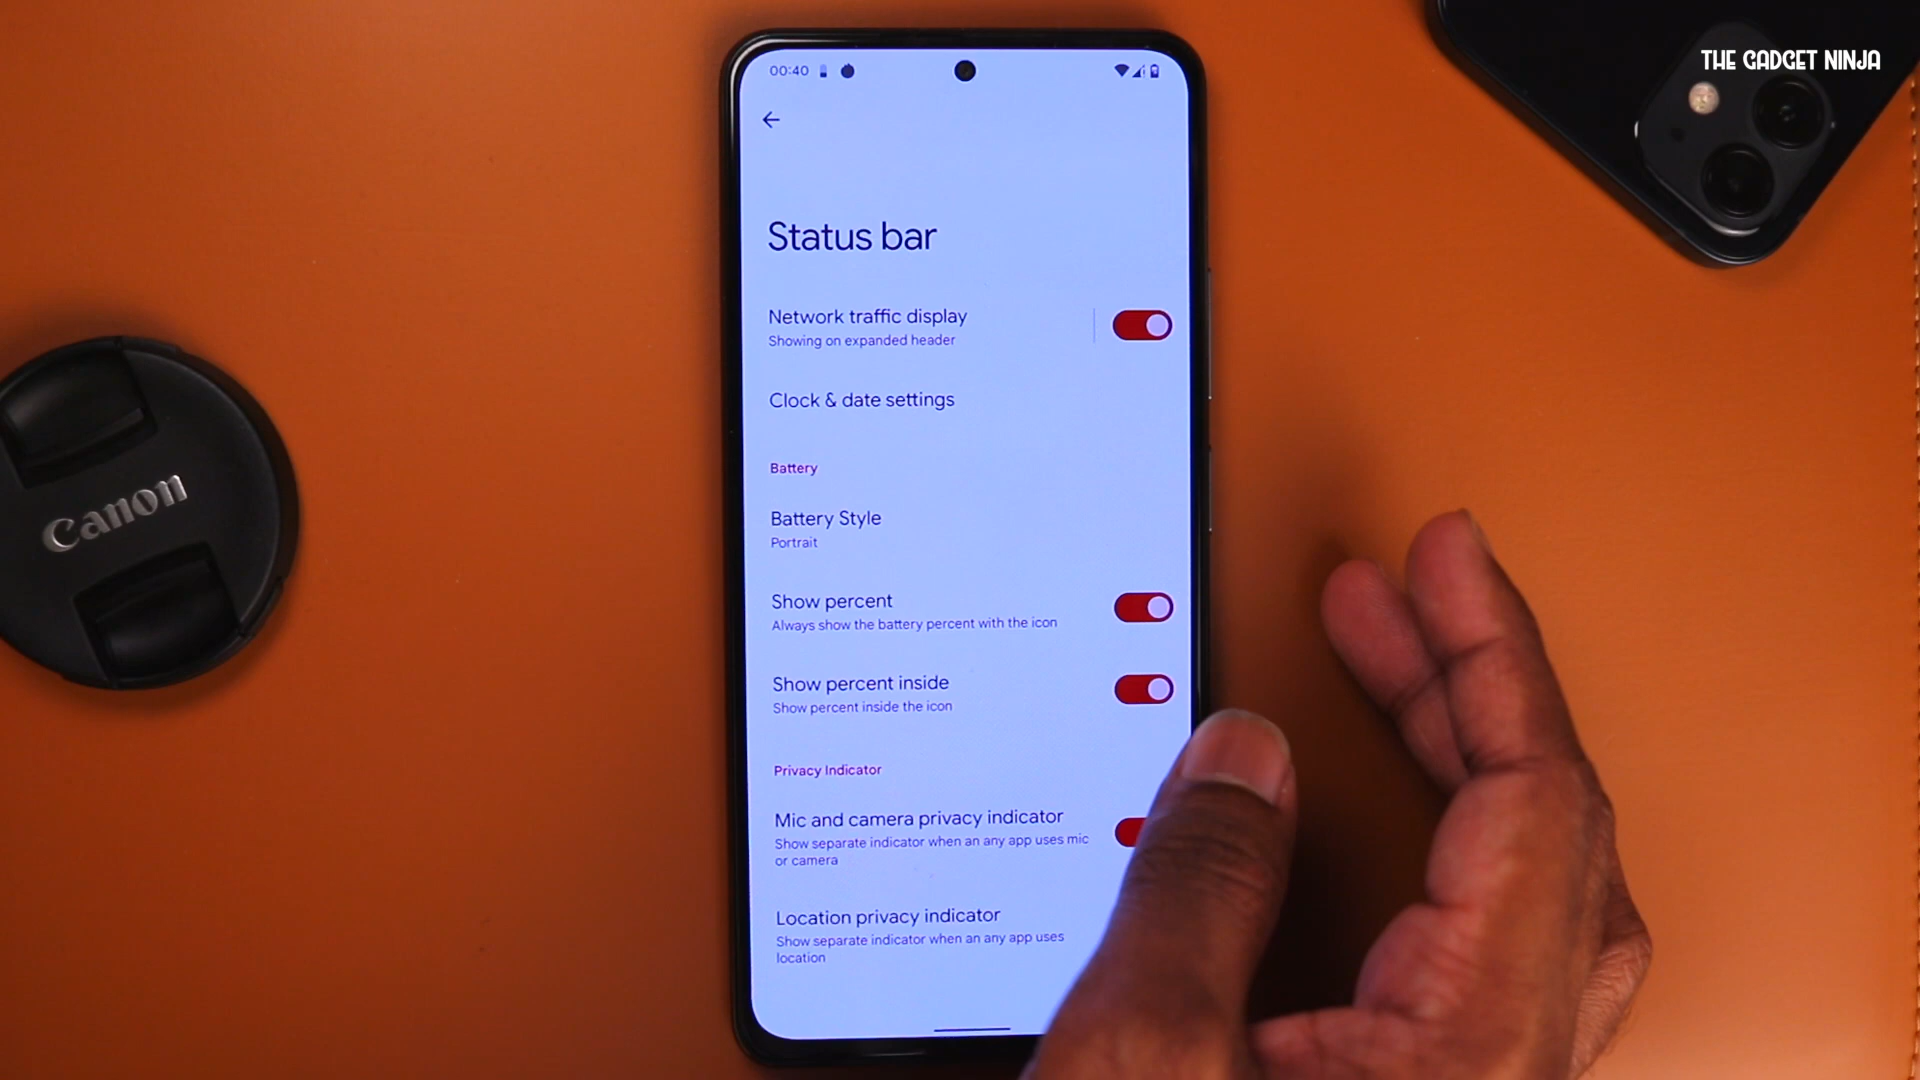 THE GADGET NINJA
00:40
Status bar
Network traffic display
Showing on expanded header
Clock & date settings
Battery
Battery Style
Portrait
Show percent
Always show the battery percent with the icon
Show percent inside
Show percent inside the icon
Privacy Indicator
Mic and camera privacy indicator
Show separate indicator when an any app uses mic
or camera
Location privacy indicator
Show separate indicator when an any app uses
location
Canon